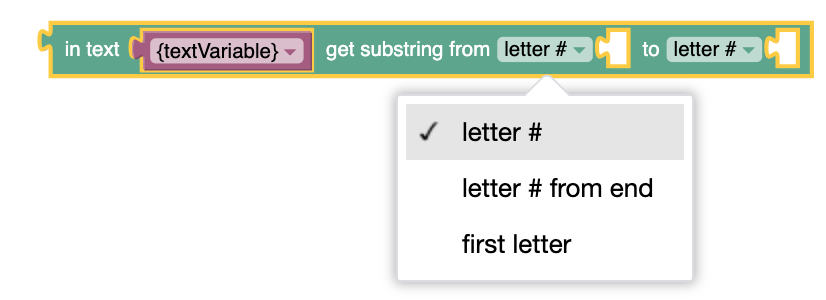 in text {textVariable} get substring from letter # to letter #
✓ letter #
letter # from end
first letter